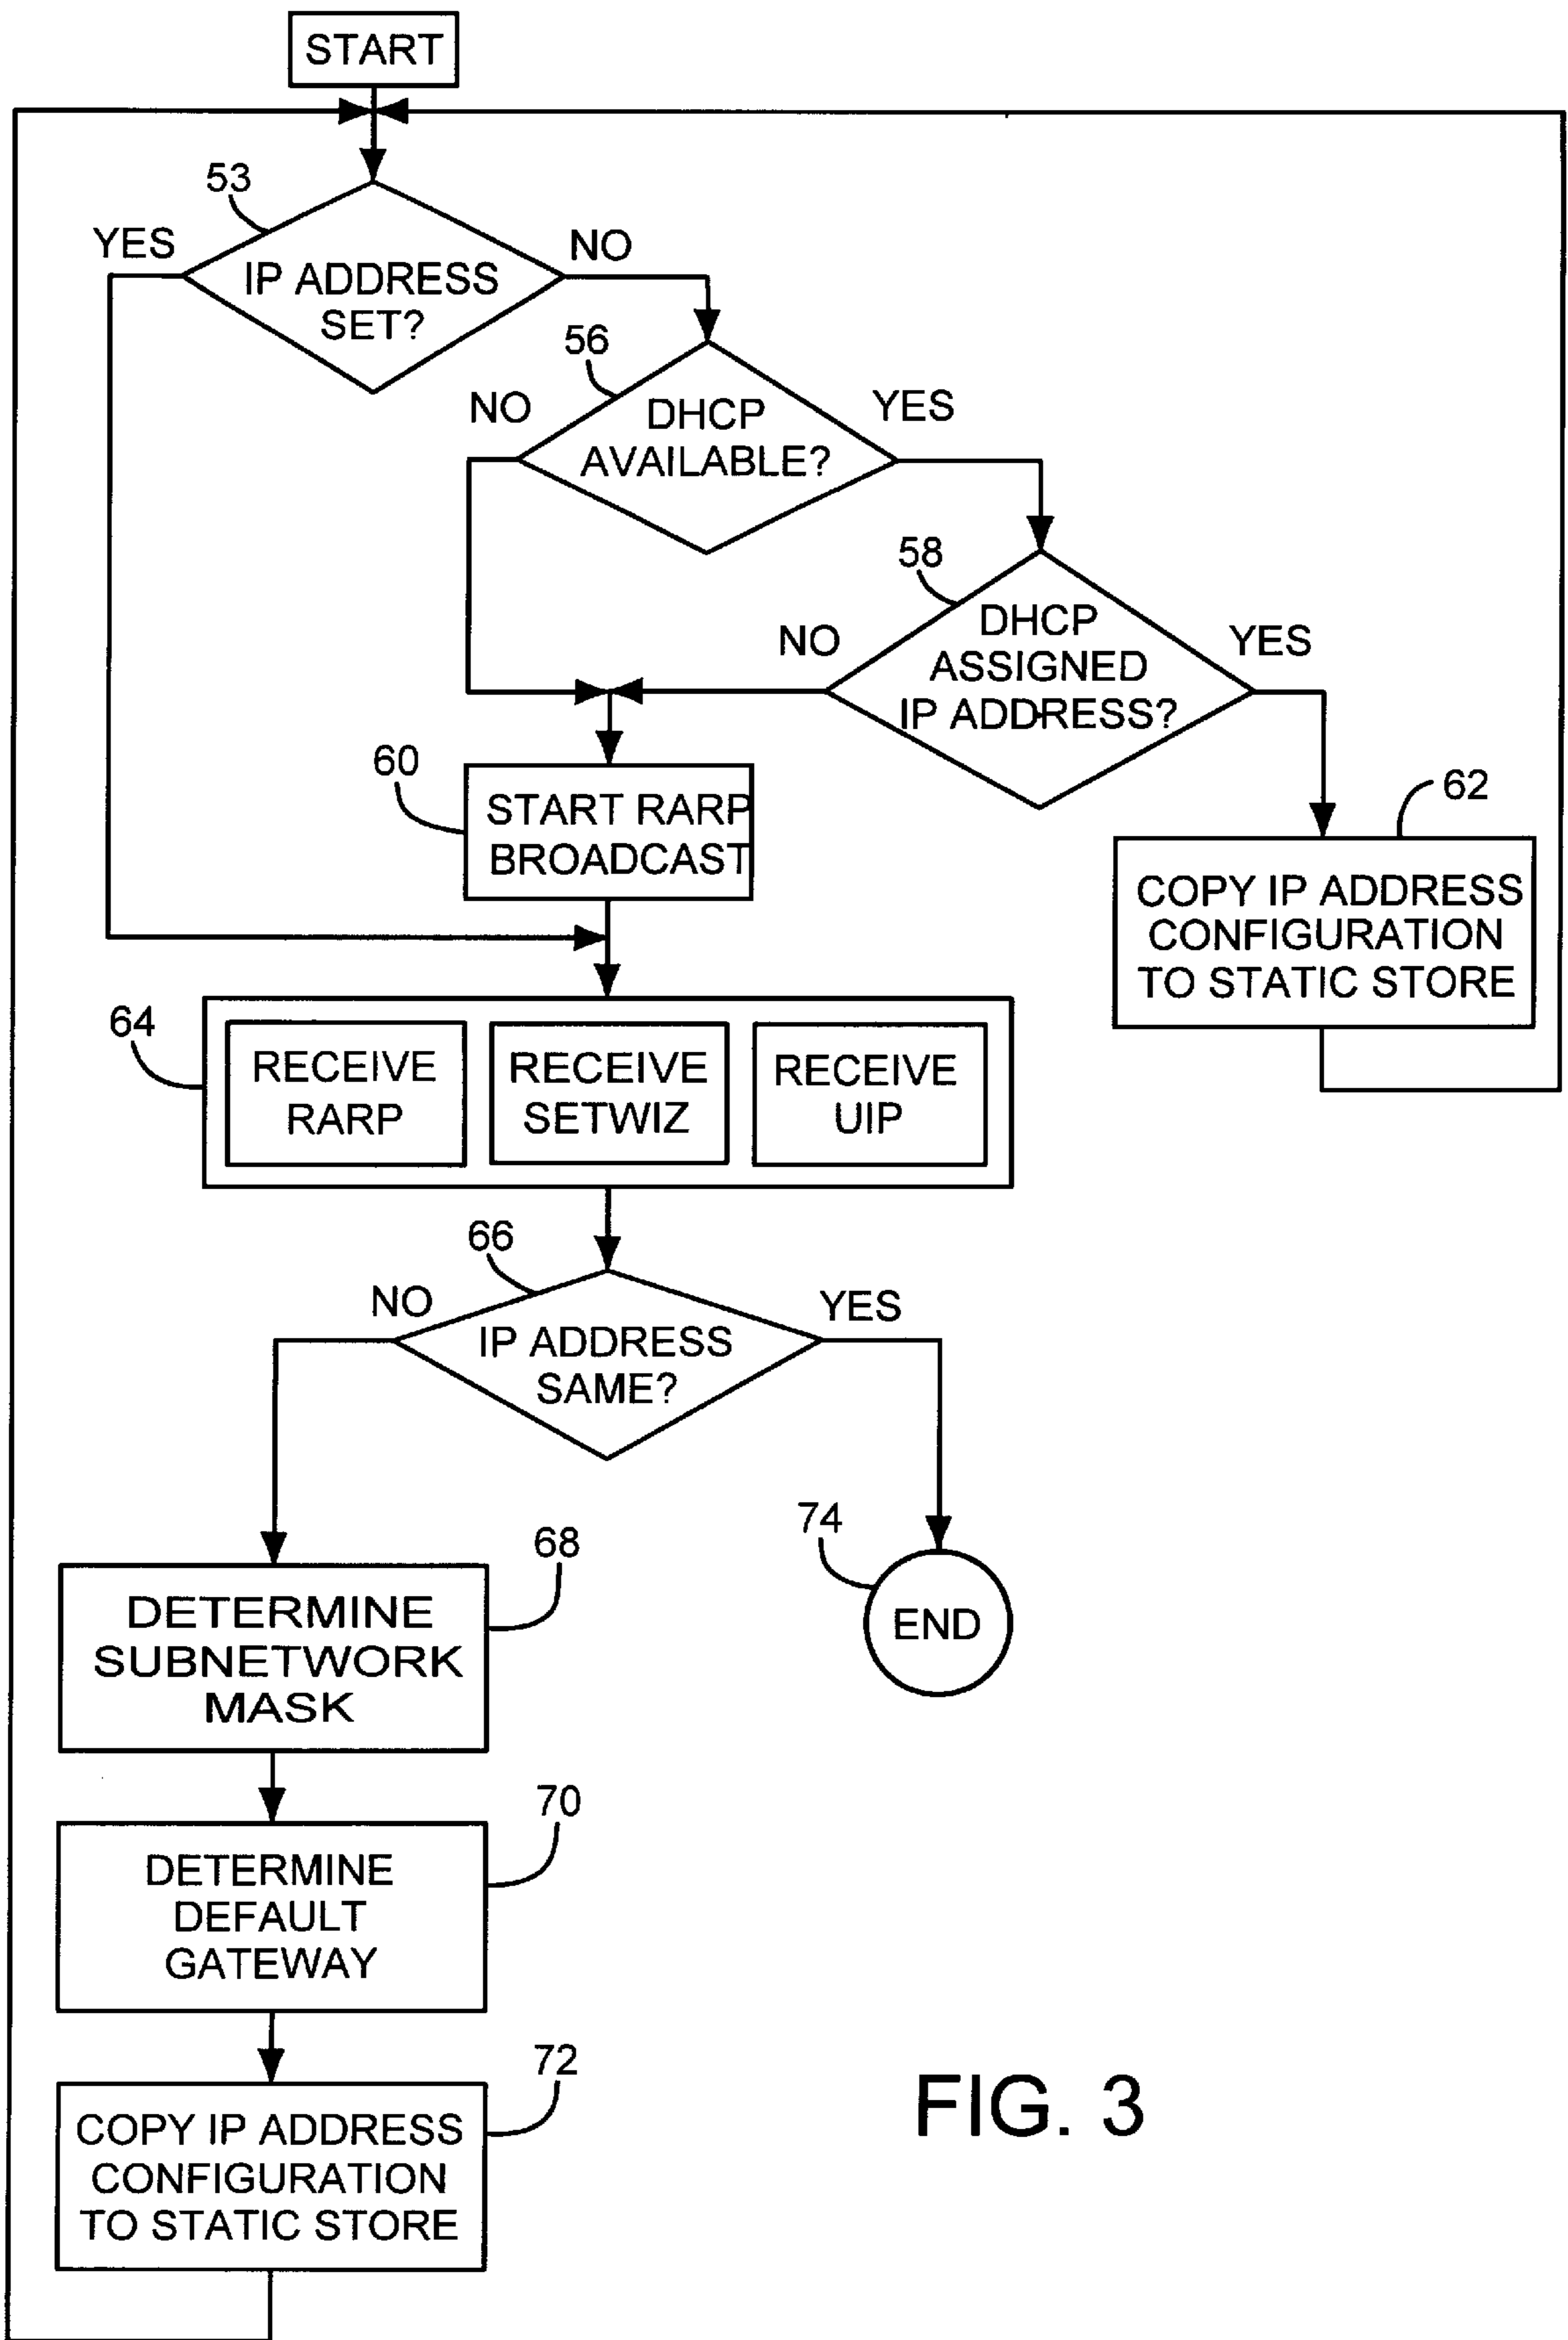 START
53
YES
NO
IP ADDRESS
SET?
56
NO
YES
DHCP
AVAILABLE?
58
NO
YES
DHCP
ASSIGNED
IP ADDRESS?
60
START RARP
BROADCAST
62
COPY IP ADDRESS
CONFIGURATION
TO STATIC STORE
64
RECEIVE
RARP
RECEIVE
SETWIZ
RECEIVE
UIP
66
NO
YES
IP ADDRESS
SAME?
68
DETERMINE
SUBNETWORK
MASK
74
END
70
DETERMINE
DEFAULT
GATEWAY
72
COPY IP ADDRESS
CONFIGURATION
TO STATIC STORE
FIG. 3